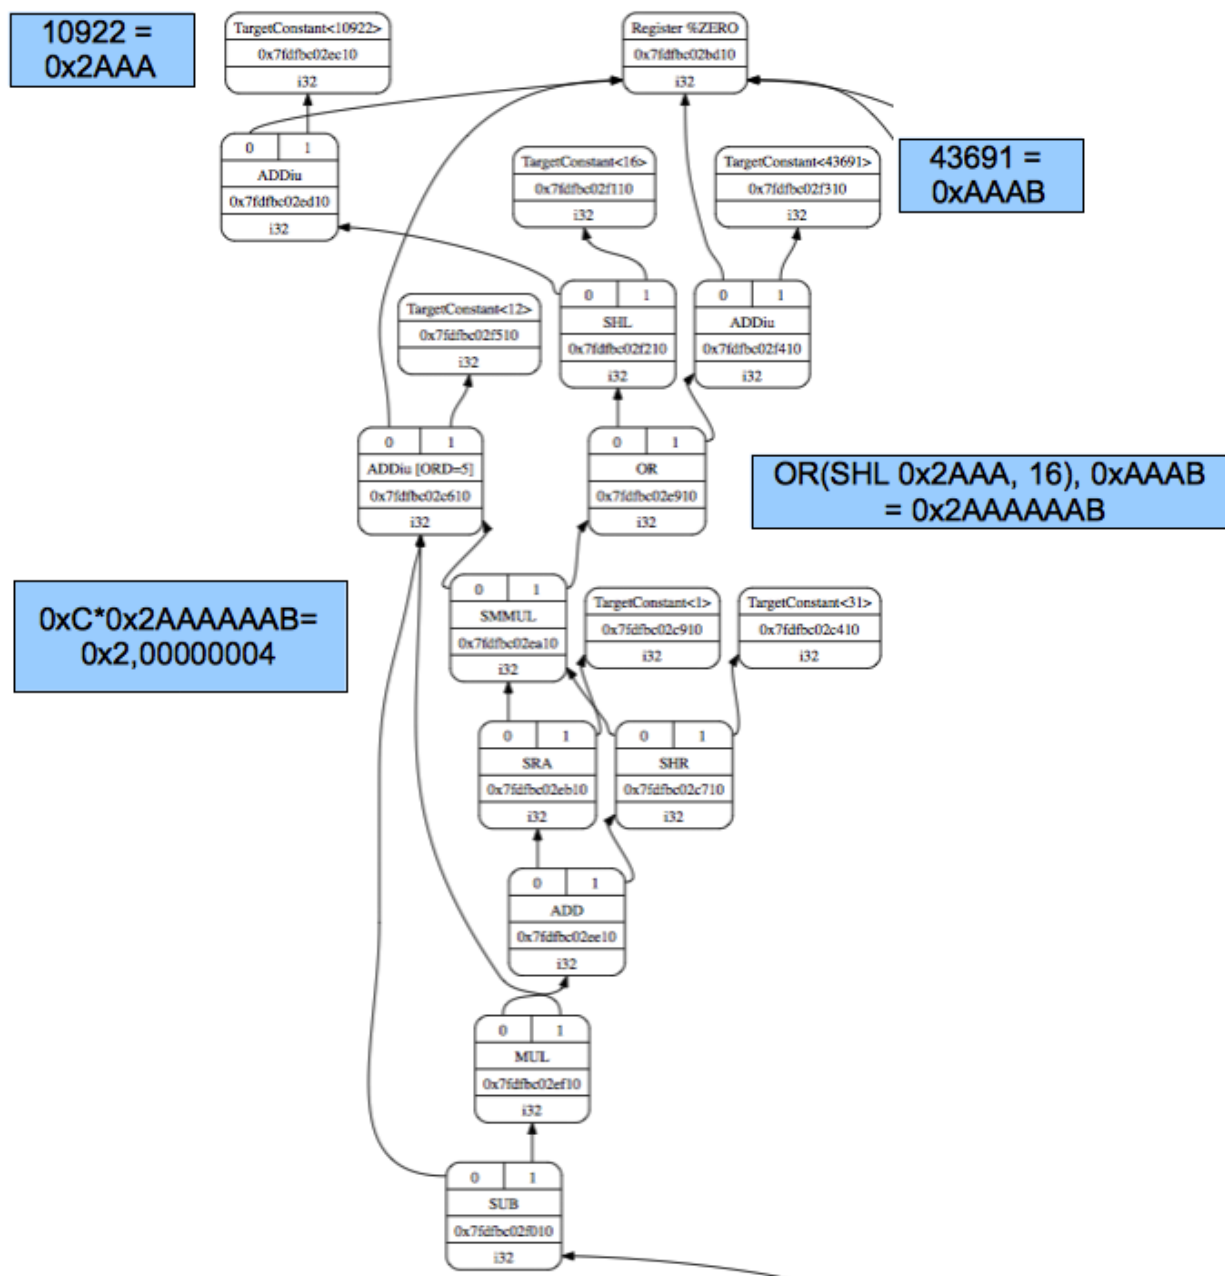 10922 =
0x2AAA
TargetConstant<10922>
0x7fdfbc02ec10
i32
Register %ZERO
0x7fdfbc02bd10
i32
0 1
ADDiu
0x7fdfbc02ed10
i32
TargetConstant<16>
0x7fdfbc02f110
i32
TargetConstant<43691>
0x7fdfbc02f310
i32
43691 =
0xAAAB
TargetConstant<12>
0x7fdfbc02f510
i32
0 1
SHL
0x7fdfbc02f210
i32
0 1
ADDiu
0x7fdfbc02f410
i32
0 1
ADDiu [ORD=5]
0x7fdfbc02c610
i32
0 1
OR
0x7fdfbc02e910
i32
OR(SHL 0x2AAA, 16), 0xAAAB
= 0x2AAAAAAB
0xC*0x2AAAAAAB=
0x2,00000004
0 1
SMMUL
0x7fdfbc02ea10
i32
TargetConstant<1>
0x7fdfbc02c910
i32
TargetConstant<31>
0x7fdfbc02c410
i32
0 1
SRA
0x7fdfbc02eb10
i32
0 1
SHR
0x7fdfbc02c710
i32
0 1
ADD
0x7fdfbc02ee10
i32
0 1
MUL
0x7fdfbc02ef10
i32
0 1
SUB
0x7fdfbc02f010
i32